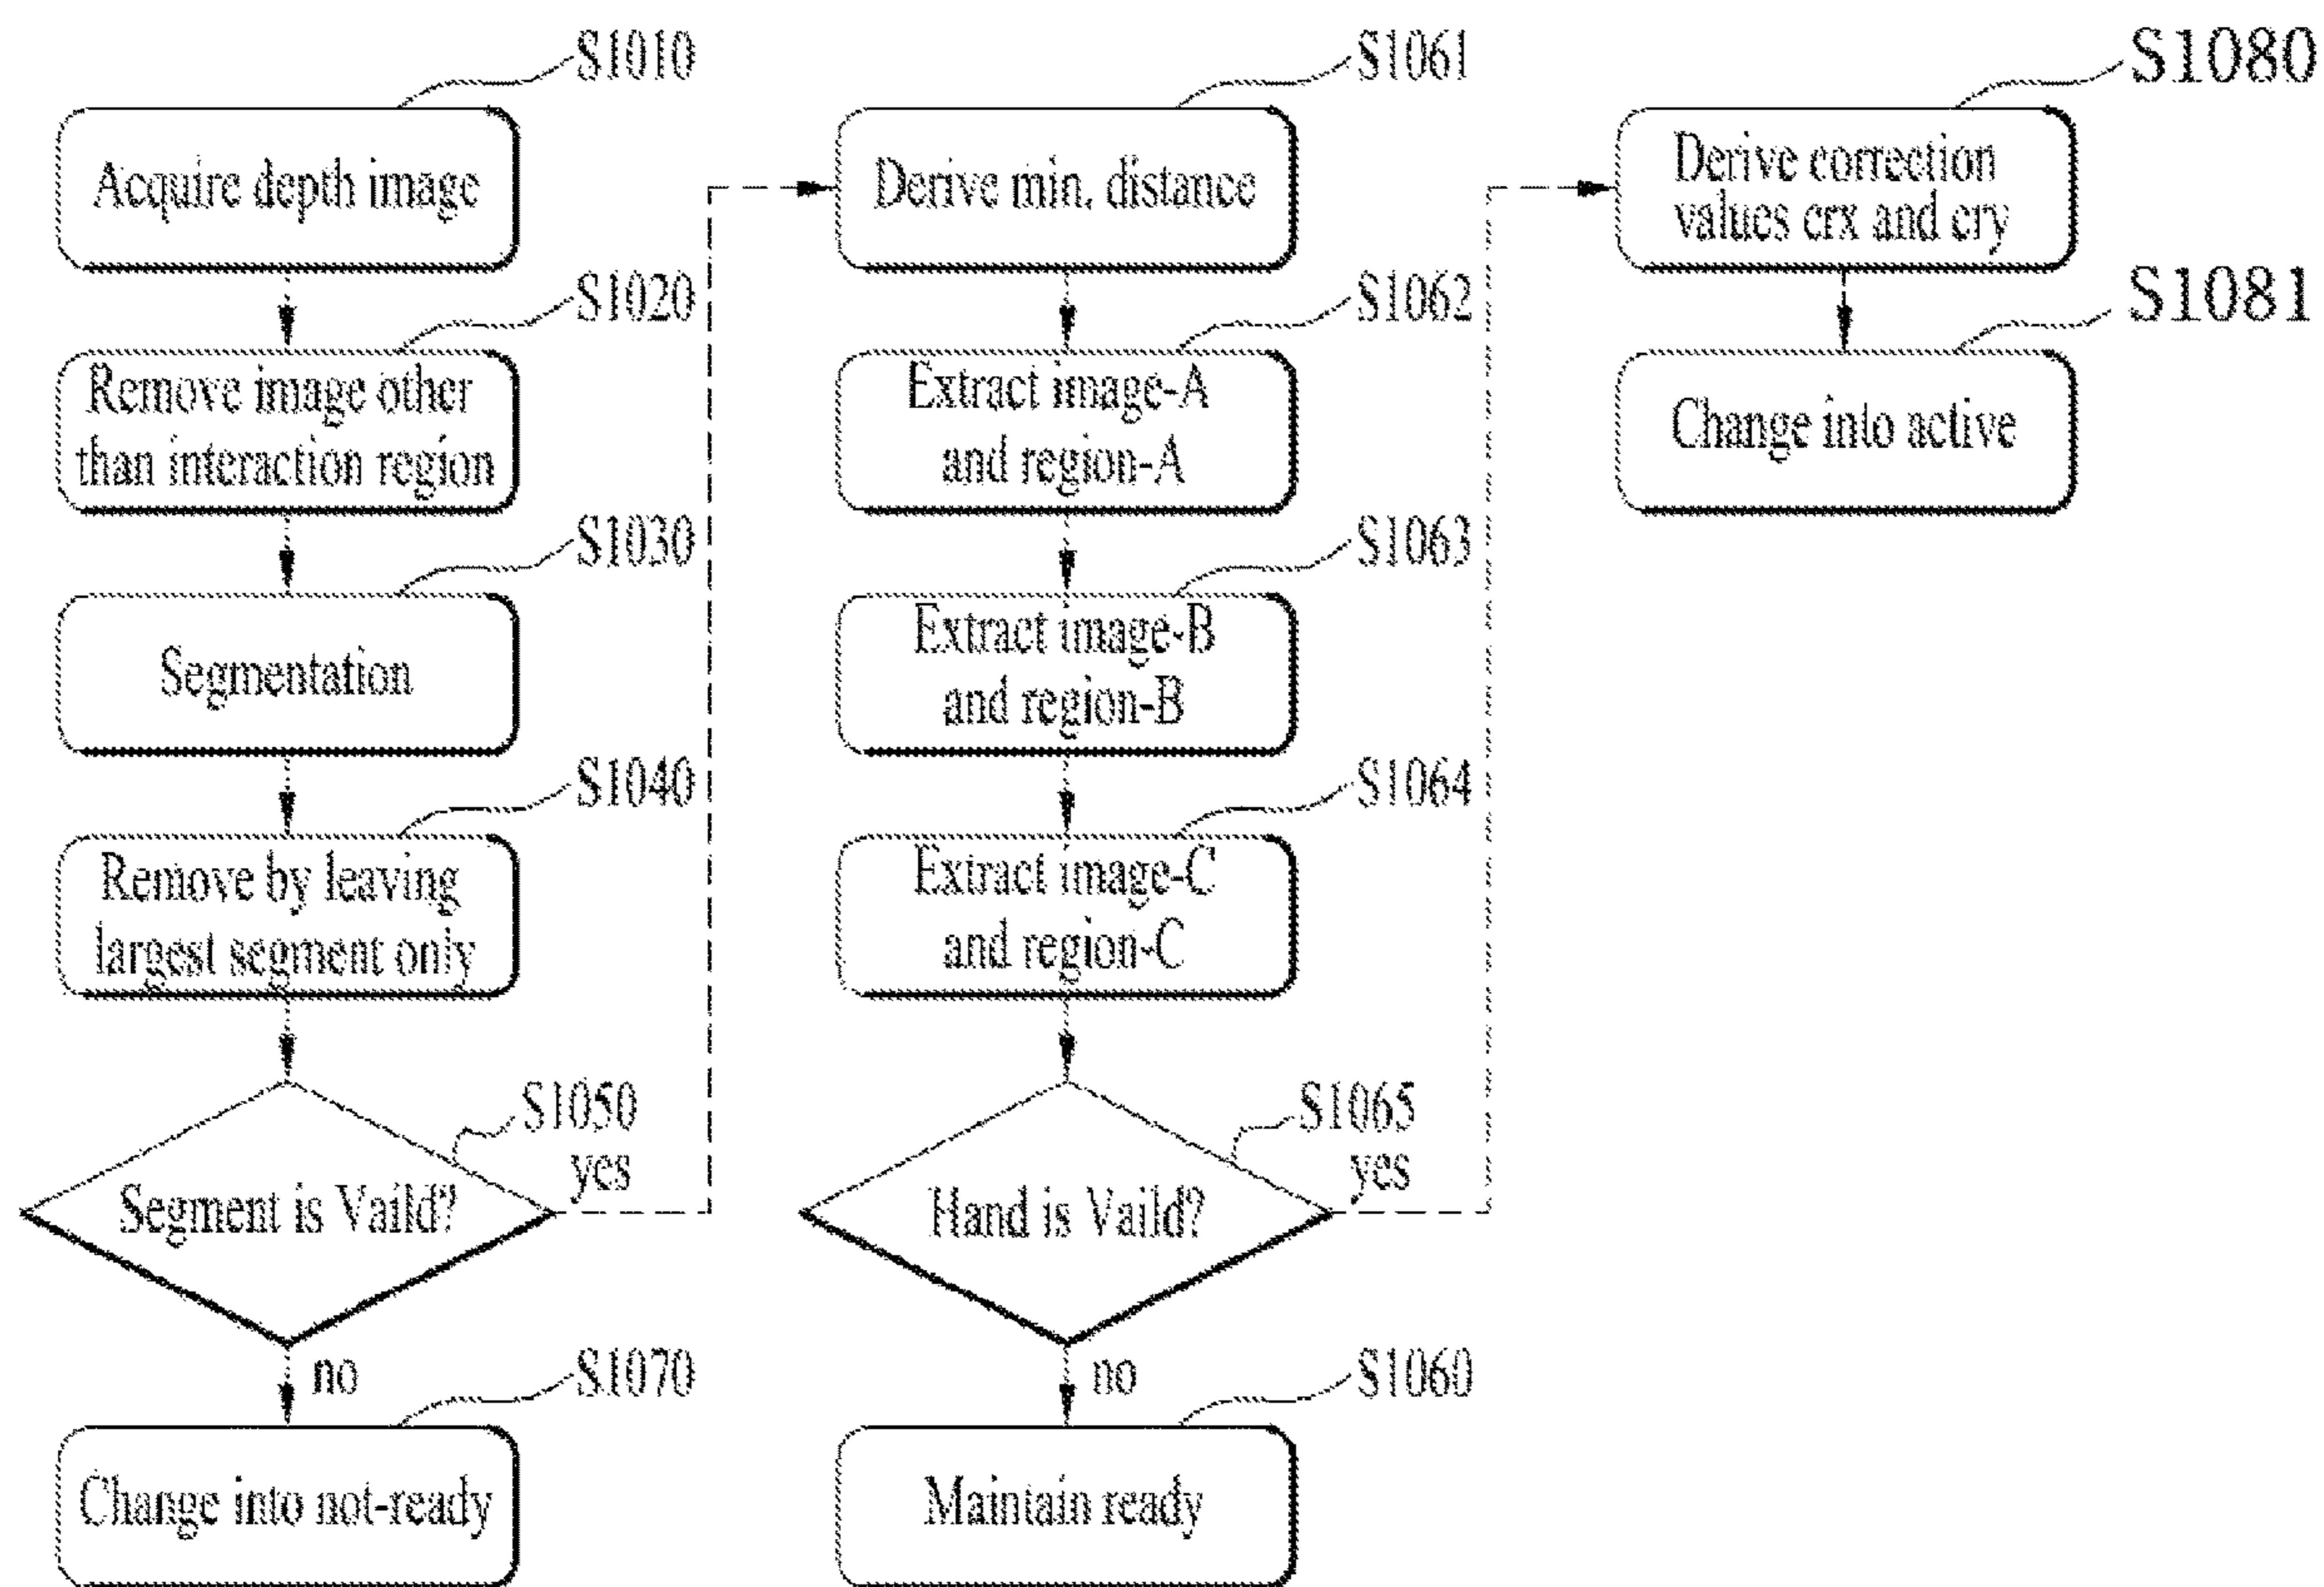 S1010
Acquire depth image
S1020
Remove image other
than interaction region
S1030
Segmentation
S1040
Remove by leaving
largest segment only
S1050
yes
Segment is Vaild?
no
S1070
Change into not-ready
S1061
Derive min. distance
S1062
Extract image-A
and region-A
S1063
Extract image-B
and region-B
S1064
Extract image-C
and region-C
S1065
yes
Hand is Vaild?
no
S1060
Maintain ready
S1080
Derive correction
values crx and cry
S1081
Change into active